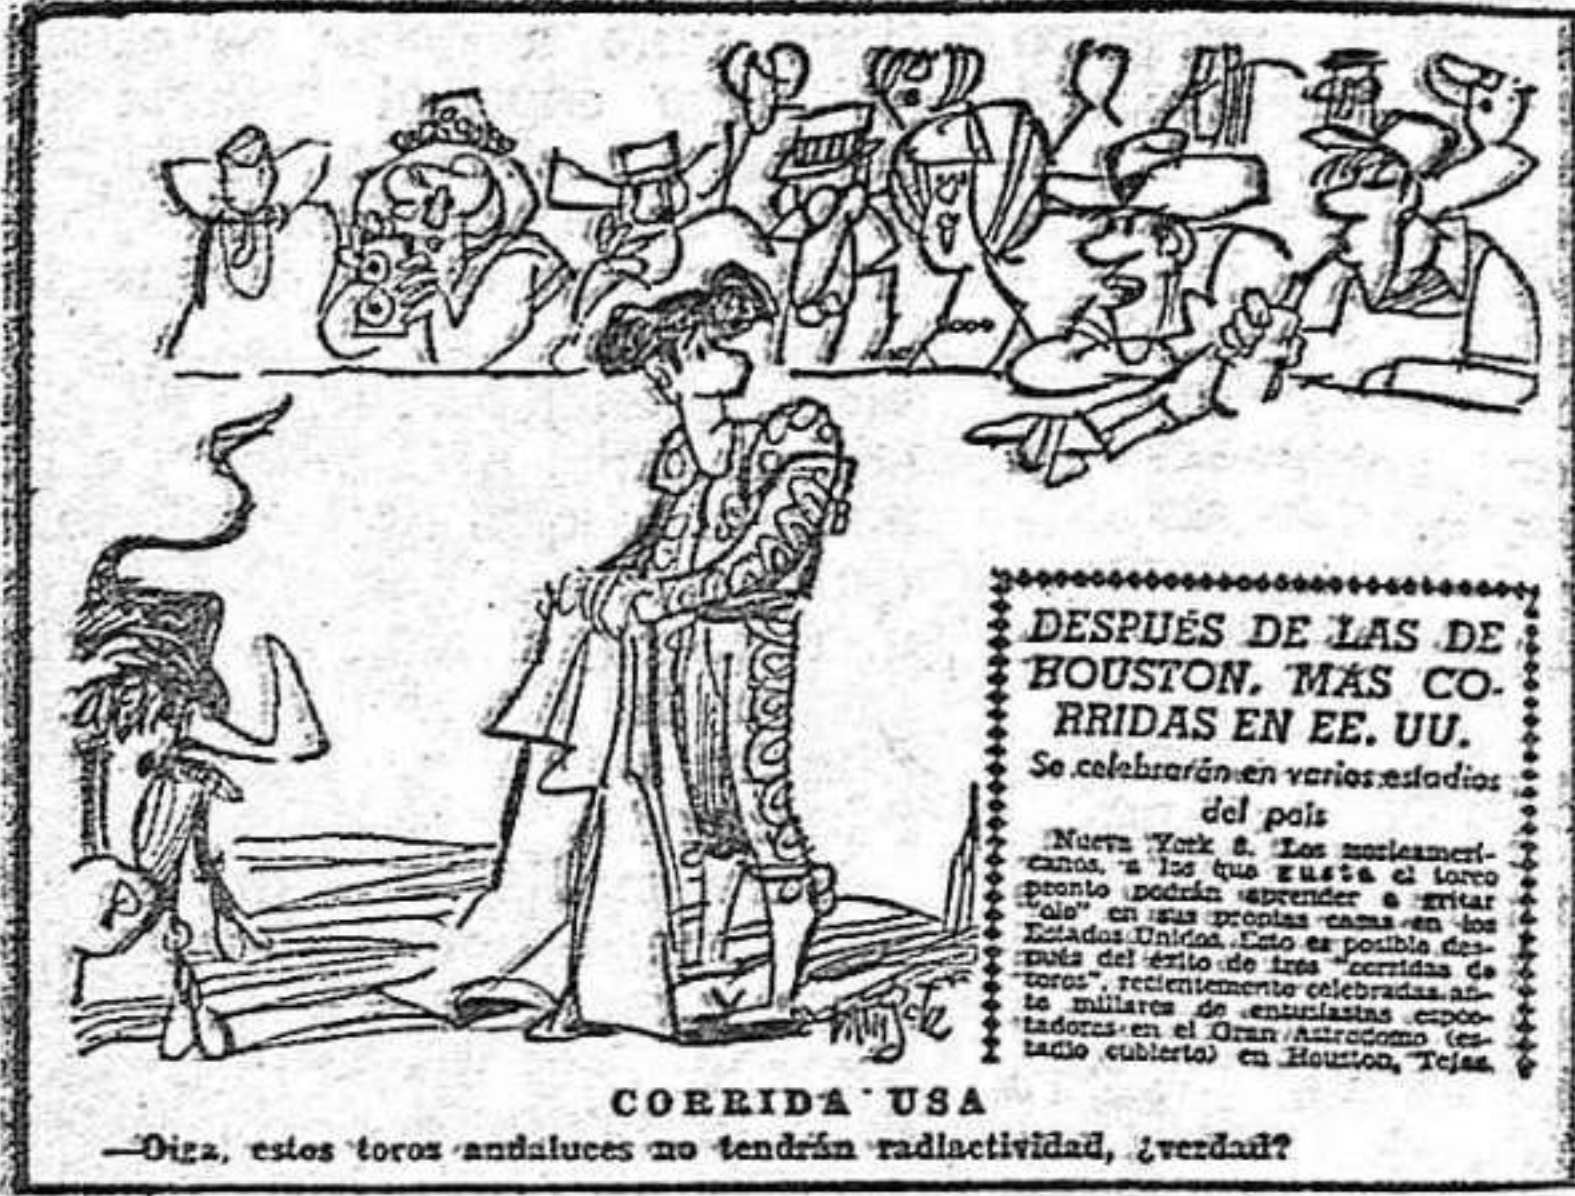 DESPUÉS DE LAS DE
HOUSTON, MÁS CO-
RRIDAS EN EE. UU.
Se celebrarán en varios estadios
del país
Nueva York 8. Los norteameri-
canos, a los que gusta el toreo
pronto podrán aprender a gritar
"ole" en sus propias casas en los
Estados Unidos. Esto es posible des-
pués del éxito de tres "corridas de
toros", recientemente celebradas an-
te millares de entusiastas espec-
tadores en el Gran Astrodomo (es-
tadio cubierto) en Houston, Tejas.
P
CORRIDA USA
—Oiga, estos toros andaluces no tendrán radiactividad, ¿verdad?